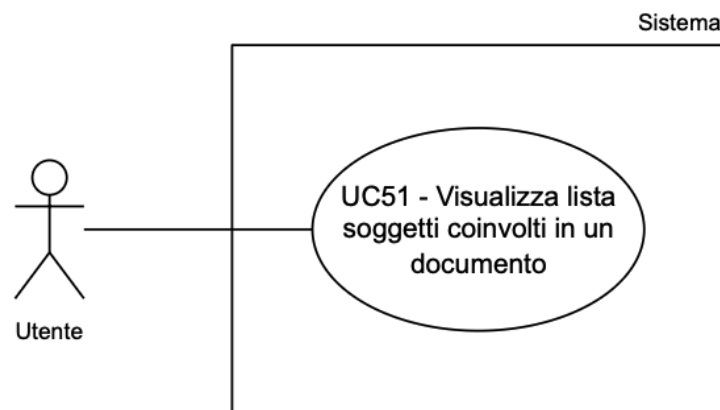 Sistema
UC51 - Visualizza lista
soggetti coinvolti in un
documento
Utente